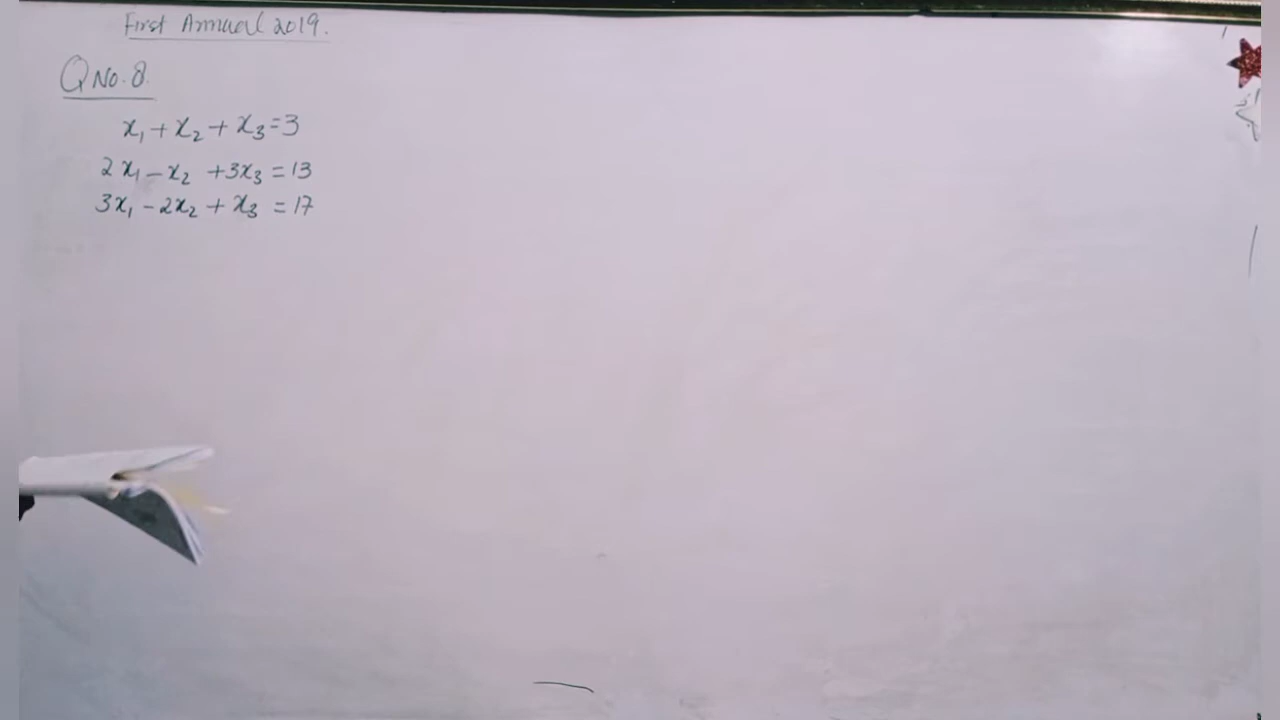 First Annual 2019.
Q No. 8.
x₁ + x₂ + x₃ = 3
2x₁ - x₂ + 3x₃ = 13
3x₁ - 2x₂ + x₃ = 17